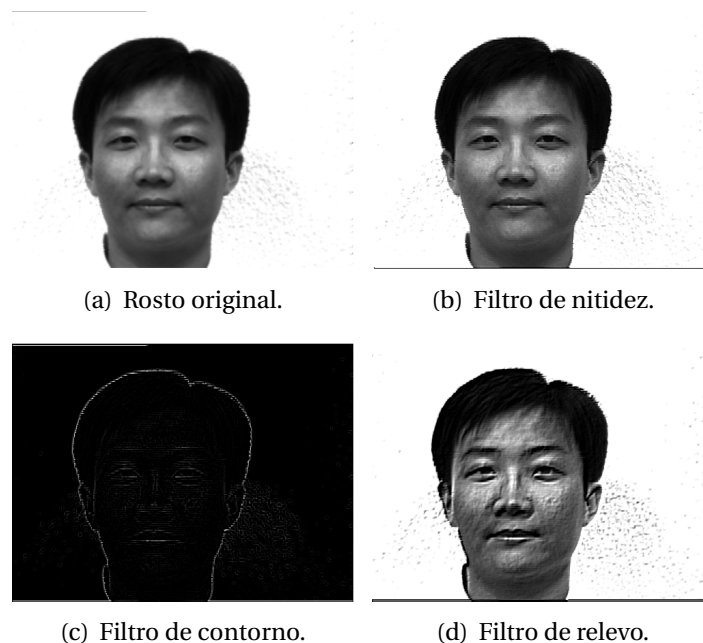 (a) Rosto original.
(b) Filtro de nitidez.
(c) Filtro de contorno.
(d) Filtro de relevo.